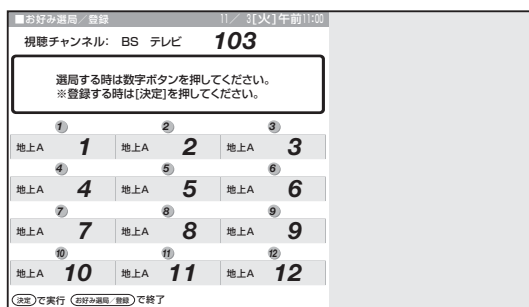 ■お好み選局／登録 11／ 3[火]午前11:00
視聴チャンネル: BS テレビ 103
選局する時は数字ボタンを押してください。
※登録する時は[決定]を押してください。
1 2 3
地上A 1 地上A 2 地上A 3
4 5 6
地上A 4 地上A 5 地上A 6
7 8 9
地上A 7 地上A 8 地上A 9
10 11 12
地上A 10 地上A 11 地上A 12
決定で実行 お好み選局／登録で終了